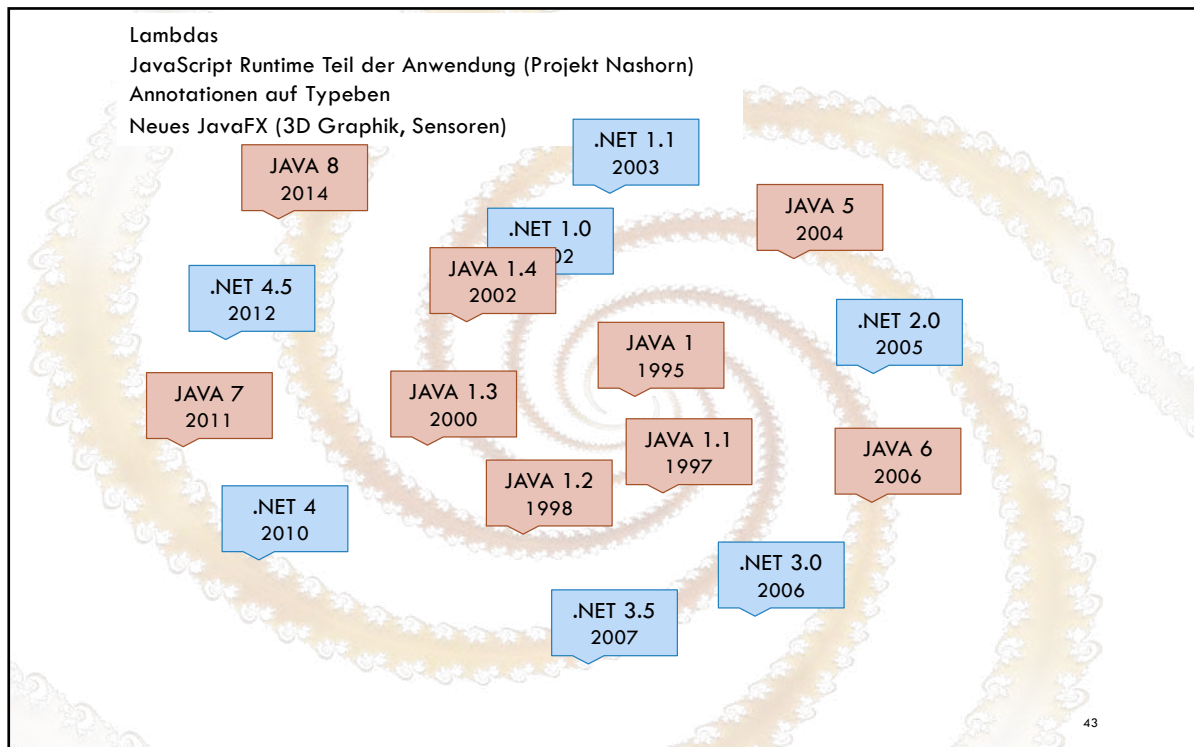 Lambdas
JavaScript Runtime Teil der Anwendung (Projekt Nashorn)
Annotationen auf Typeben
Neues JavaFX (3D Graphik, Sensoren)
.NET 1.1
2003
JAVA 8
2014
JAVA 5
2004
.NET 1.0
02
JAVA 1.4
2002
.NET 4.5
2012
.NET 2.0
2005
JAVA 1
1995
JAVA 7
2011
JAVA 1.3
2000
JAVA 1.1
1997
JAVA 6
2006
JAVA 1.2
1998
.NET 4
2010
.NET 3.0
2006
.NET 3.5
2007
43